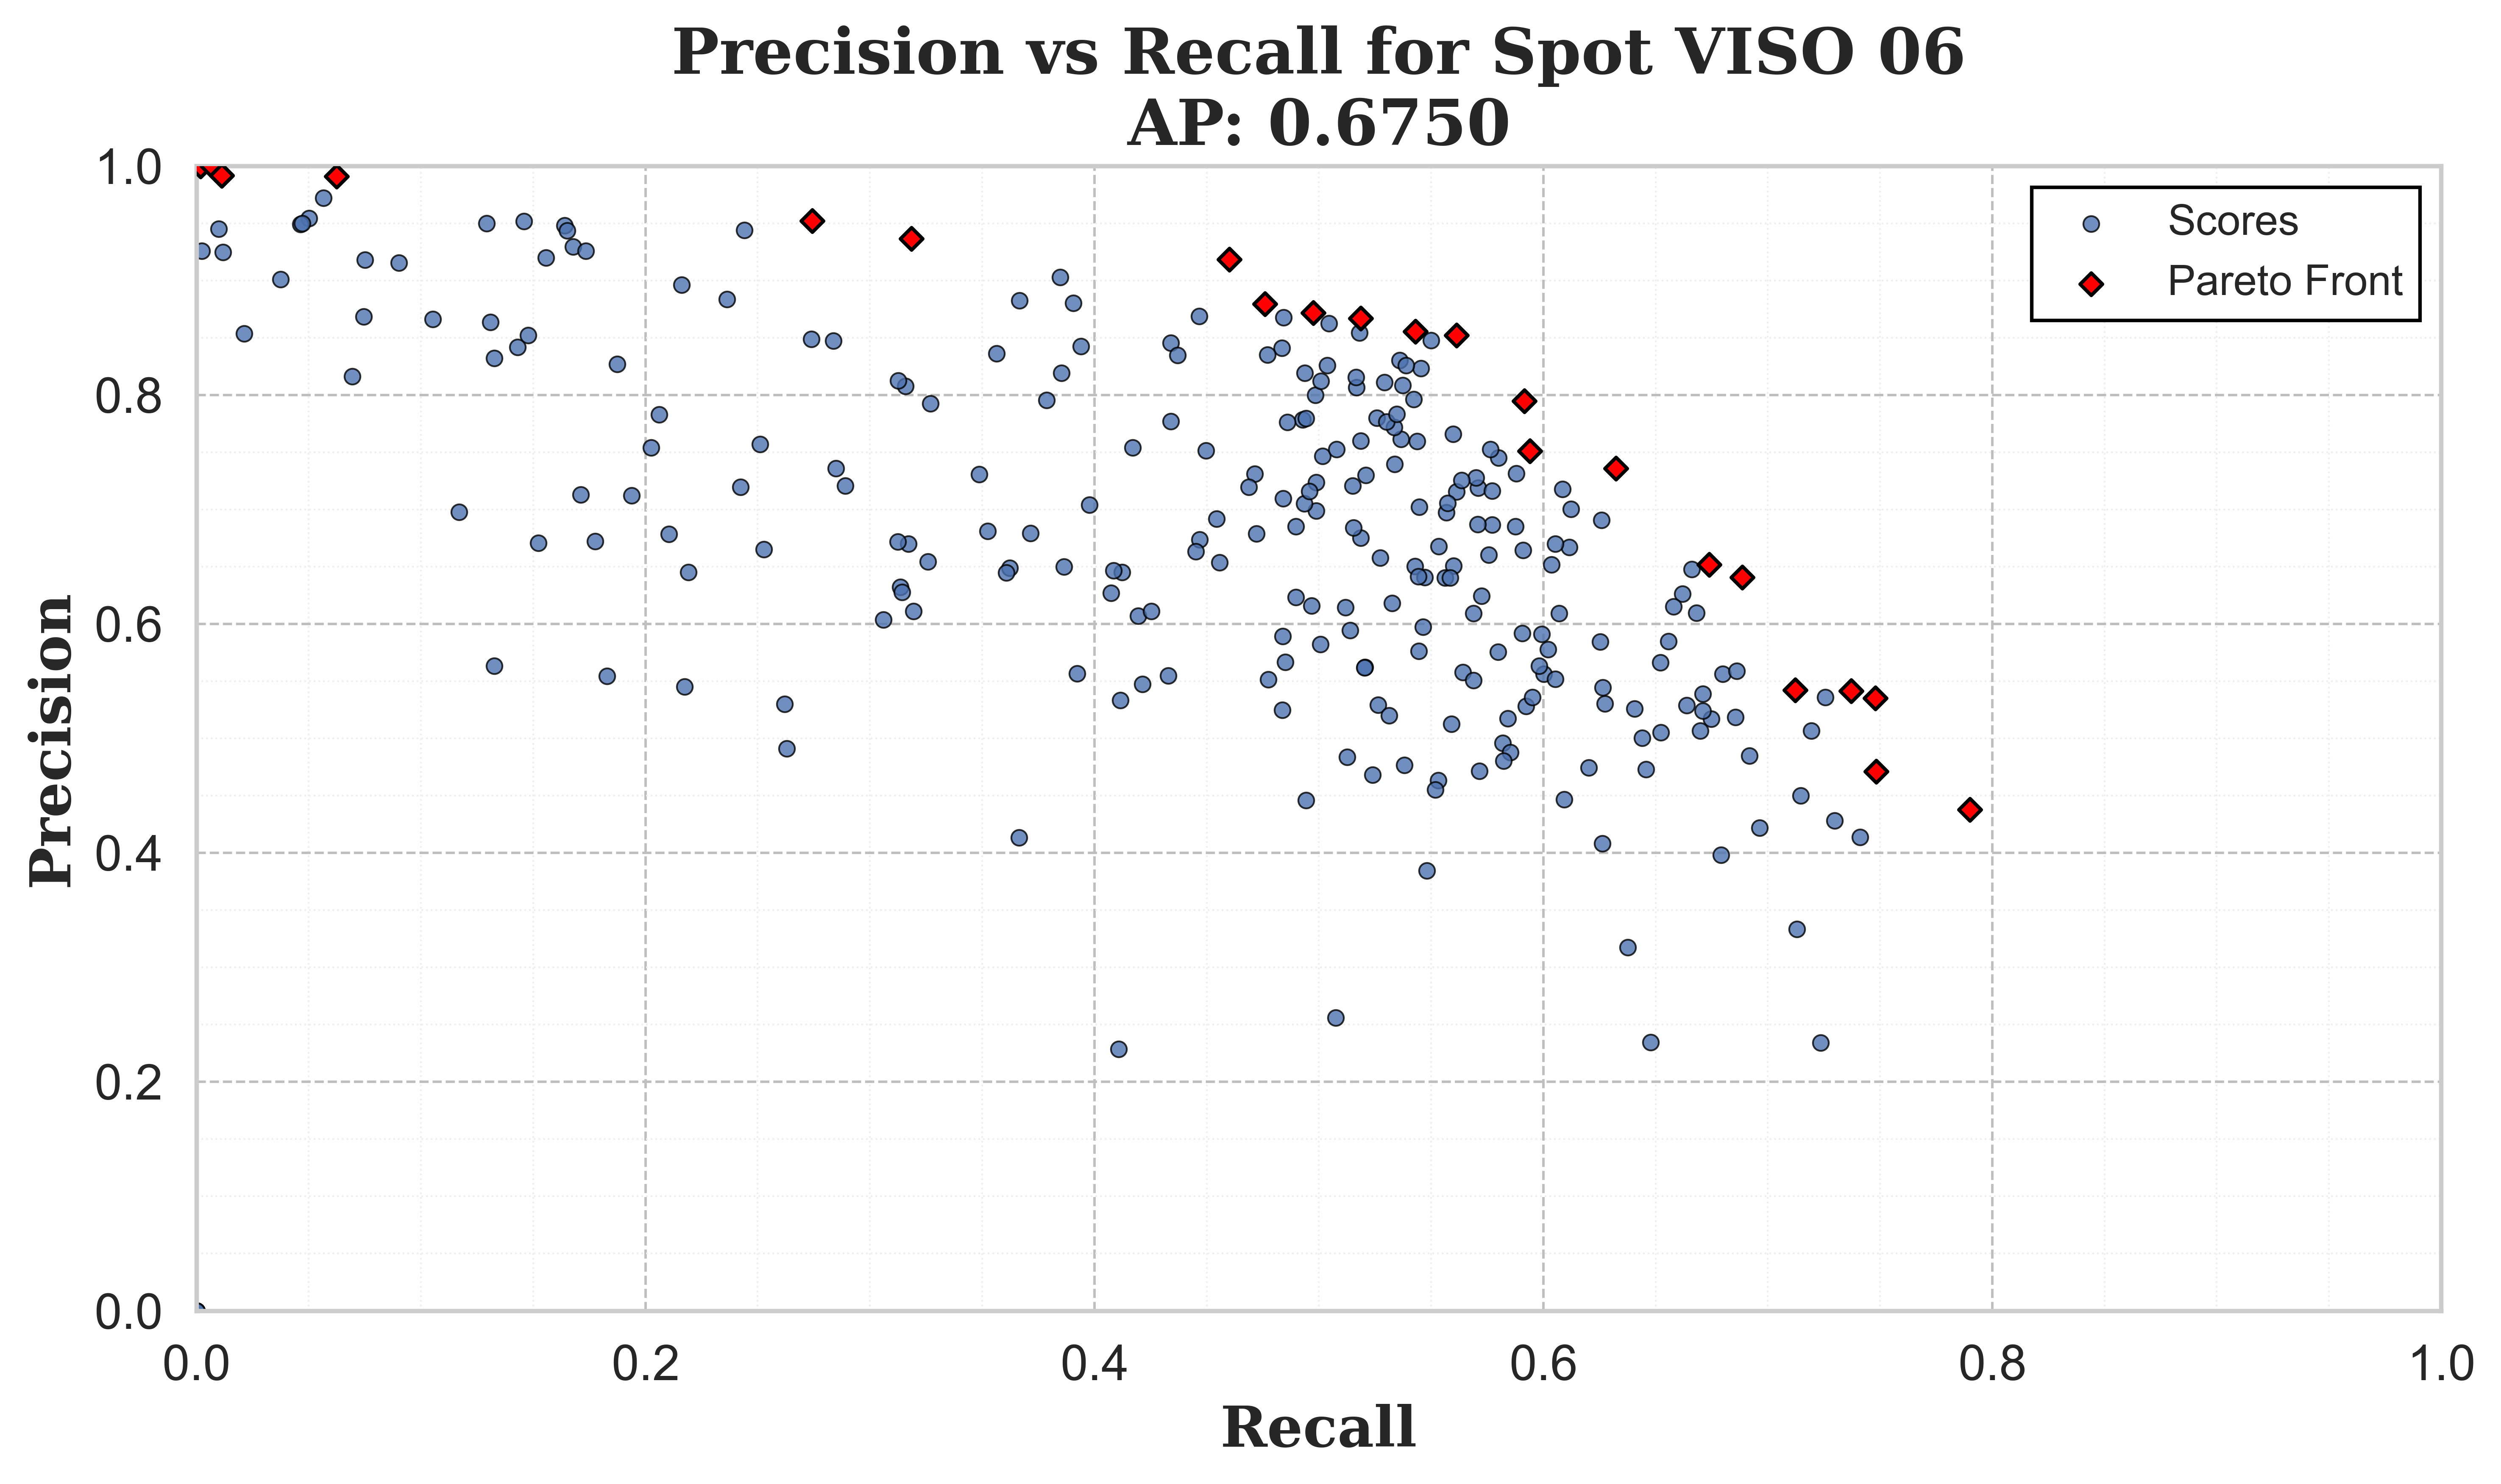 Precision vs Recall for Spot VISO 06
AP: 0.6750
Scores
Pareto Front
Precision
1.0
0.8
0.6
0.4
0.2
0.0
0.0 0.2 0.4 0.6 0.8 1.0
Recall